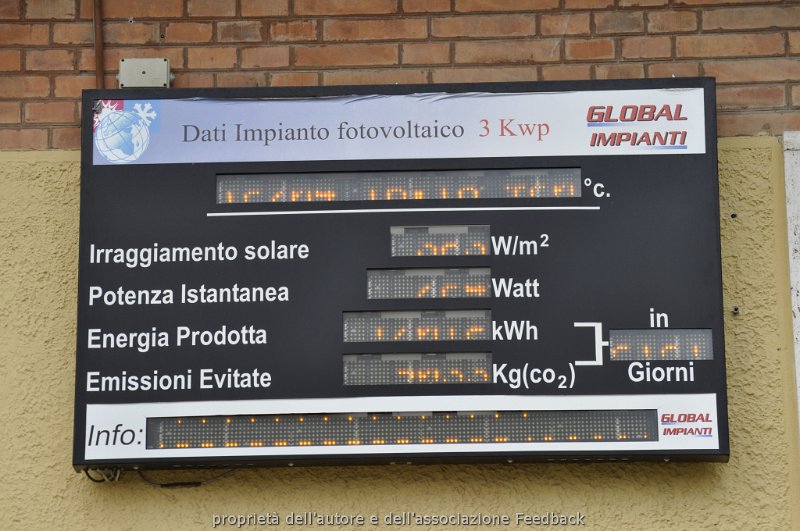 Dati Impianto fotovoltaico 3 Kwp
GLOBAL
IMPIANTI
°c.
Irraggiamento solare W/m²
Potenza Istantanea Watt
Energia Prodotta kWh
Emissioni Evitate Kg(co₂)
in
Giorni
Info:
GLOBAL
IMPIANTI
proprietà dell'autore e dell'associazione Feedback